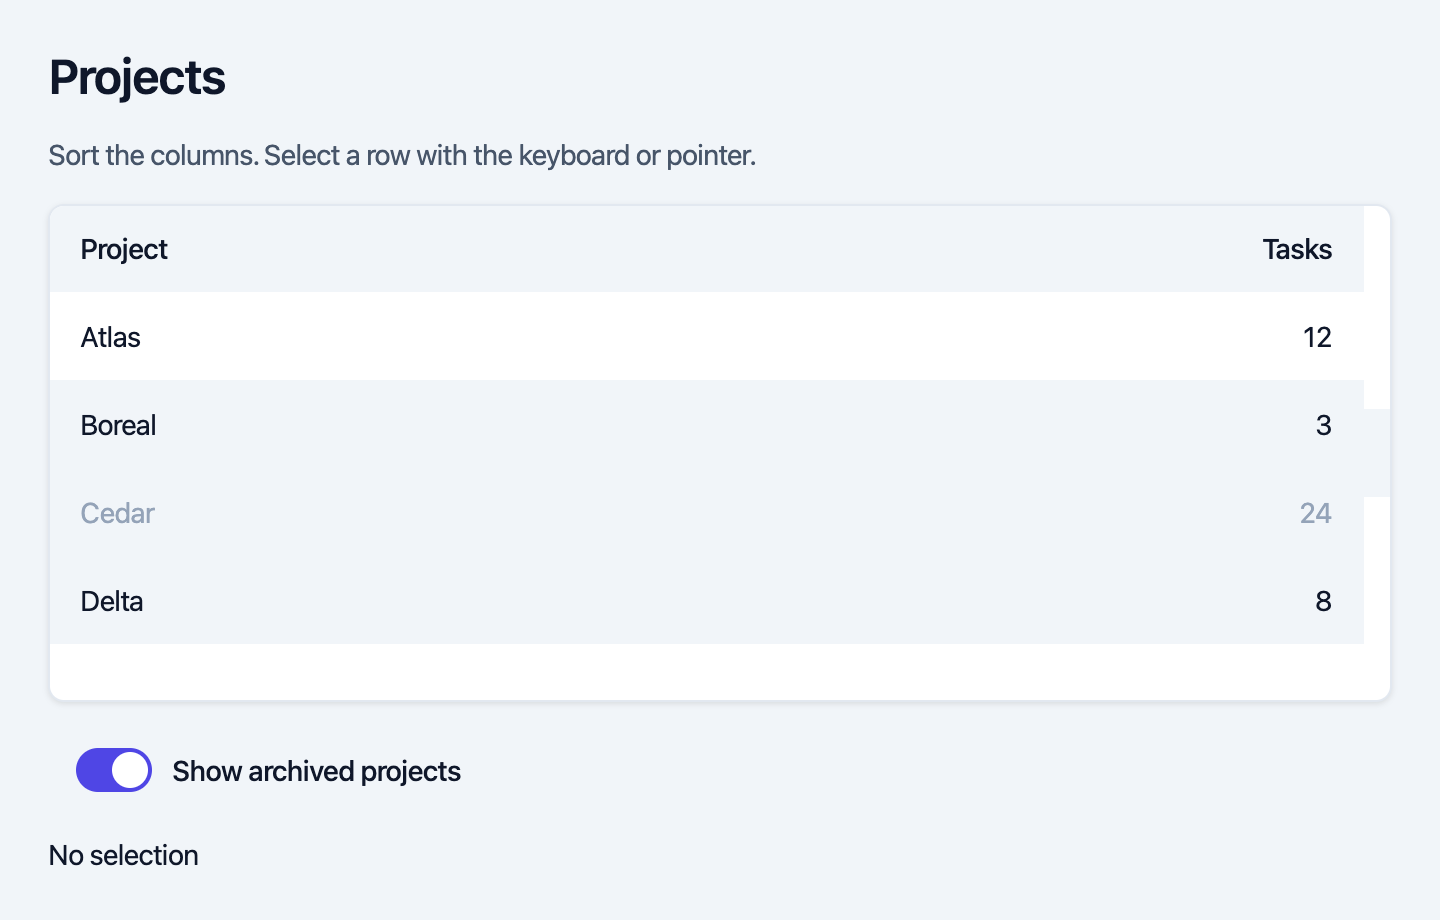 Projects
Sort the columns. Select a row with the keyboard or pointer.
Project Tasks
Atlas 12
Boreal 3
Cedar 24
Delta 8
Show archived projects
No selection